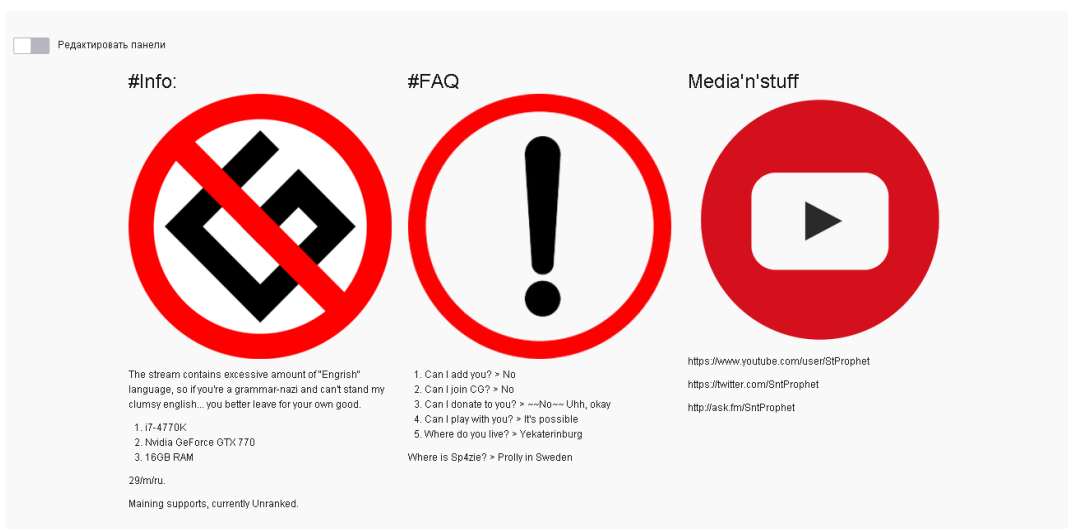 Редактировать панели
#Info:
The stream contains excessive amount of "Engrish"
language, so if you're a grammar-nazi and can't stand my
clumsy english... you better leave for your own good.
1. i7-4770K
2. Nvidia GeForce GTX 770
3. 16GB RAM
29/m/ru.
Maining supports, currently Unranked.
#FAQ
1. Can I add you? > No
2. Can I join CG? > No
3. Can I donate to you? > ~~No~~ Uhh, okay
4. Can I play with you? > It's possible
5. Where do you live? > Yekaterinburg
Where is Sp4zie? > Prolly in Sweden
Media'n'stuff
https://www.youtube.com/user/StProphet
https://twitter.com/SntProphet
http://ask.fm/SntProphet